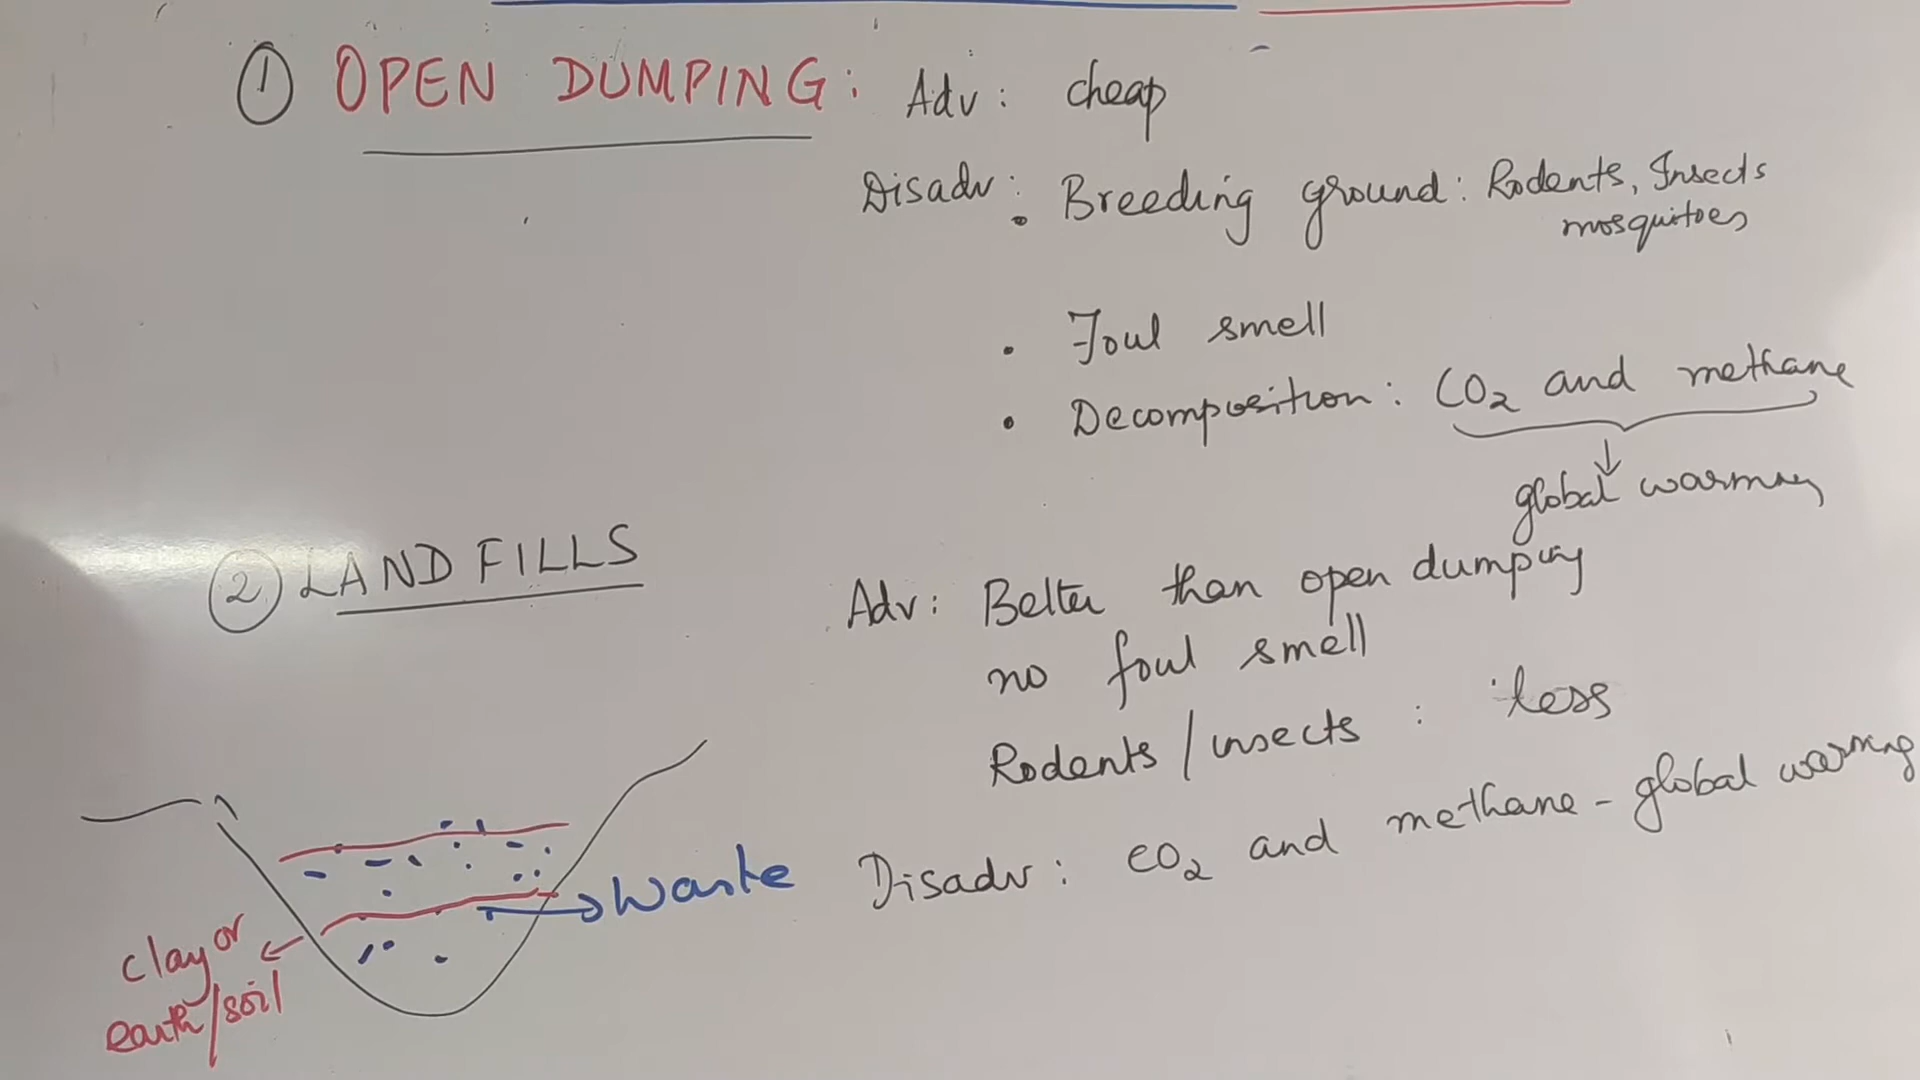 1 OPEN DUMPING: Adv: cheap
Disadv: • Breeding ground: Rodents, Insects
mosquitoes
• Foul smell
• Decomposition: CO2 and methane
↓
global warming
2 LAND FILLS
Adv: Better than open dumping
no foul smell
Rodents/insects : less
Disadv: CO2 and methane - global warming
Waste
clay or
earth/soil